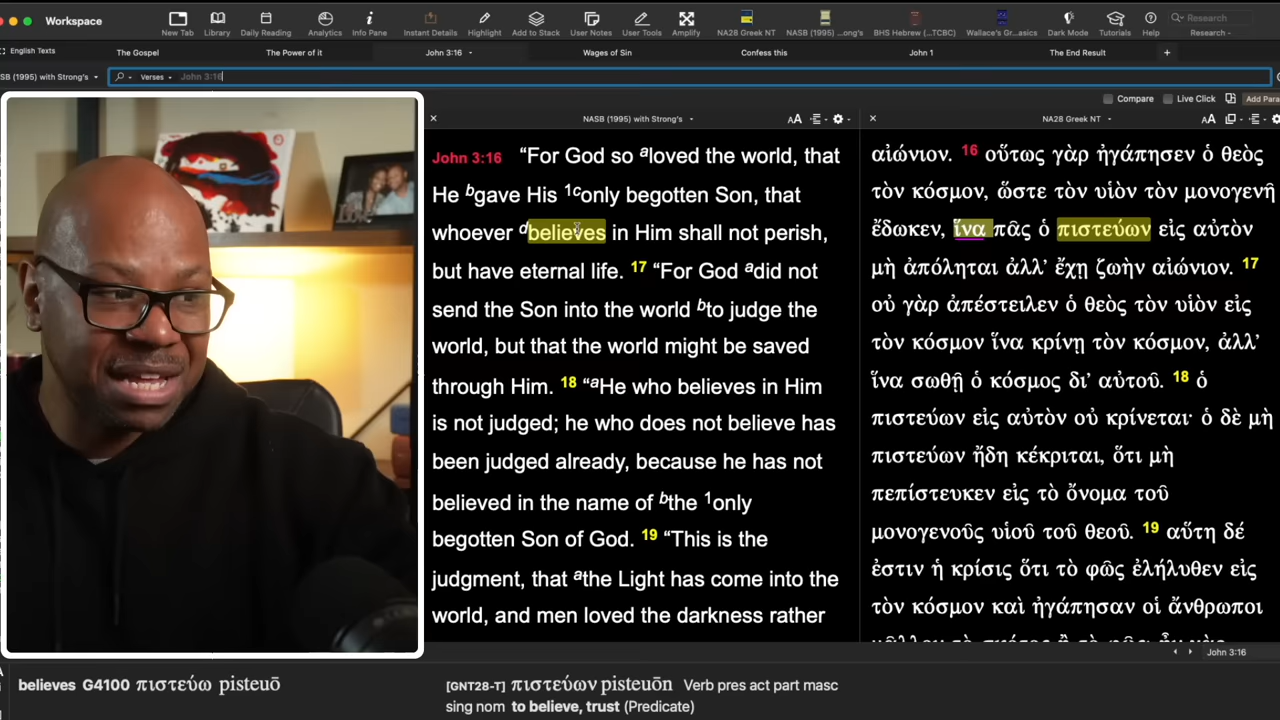 Workspace
New Tab
Library
Daily Reading
Analytics
Info Pane
Instant Details
Highlight
Add to Stack
User Notes
User Tools
Amplify
NA28 Greek NT
NASB (1995) ...ong's
BHS Hebrew (...TCBC)
Wallace's Gr...asics
Dark Mode
Tutorials
Help
Research
Research
English Texts
The Gospel
The Power of it
John 3:16
Wages of Sin
Confess this
John 1
The End Result
+
SB (1995) with Strong's
Verses
John 3:16
Compare
Live Click
Add Para
NASB (1995) with Strong's
John 3:16 “For God so ªloved the world, that
He ᵇgave His ¹ᶜonly begotten Son, that
whoever ᵈbelieves in Him shall not perish,
but have eternal life. 17 “For God ªdid not
send the Son into the world ᵇto judge the
world, but that the world might be saved
through Him. 18 “ªHe who believes in Him
is not judged; he who does not believe has
been judged already, because he has not
believed in the name of ᵇthe ¹only
begotten Son of God. 19 “This is the
judgment, that ªthe Light has come into the
world, and men loved the darkness rather
NA28 Greek NT
αἰώνιον. 16 οὕτως γὰρ ἠγάπησεν ὁ θεὸς
τὸν κόσμον, ὥστε τὸν υἱὸν τὸν μονογενῆ
ἔδωκεν, ἵνα πᾶς ὁ πιστεύων εἰς αὐτὸν
μὴ ἀπόληται ἀλλ’ ἔχῃ ζωὴν αἰώνιον. 17
οὐ γὰρ ἀπέστειλεν ὁ θεὸς τὸν υἱὸν εἰς
τὸν κόσμον ἵνα κρίνῃ τὸν κόσμον, ἀλλ’
ἵνα σωθῇ ὁ κόσμος δι’ αὐτοῦ. 18 ὁ
πιστεύων εἰς αὐτὸν οὐ κρίνεται· ὁ δὲ μὴ
πιστεύων ἤδη κέκριται, ὅτι μὴ
πεπίστευκεν εἰς τὸ ὄνομα τοῦ
μονογενοῦς υἱοῦ τοῦ θεοῦ. 19 αὕτη δέ
ἐστιν ἡ κρίσις ὅτι τὸ φῶς ἐλήλυθεν εἰς
τὸν κόσμον καὶ ἠγάπησαν οἱ ἄνθρωποι
John 3:16
believes G4100 πιστεύω pisteuō
[GNT28-T] πιστεύων pisteuōn Verb pres act part masc
sing nom to believe, trust (Predicate)